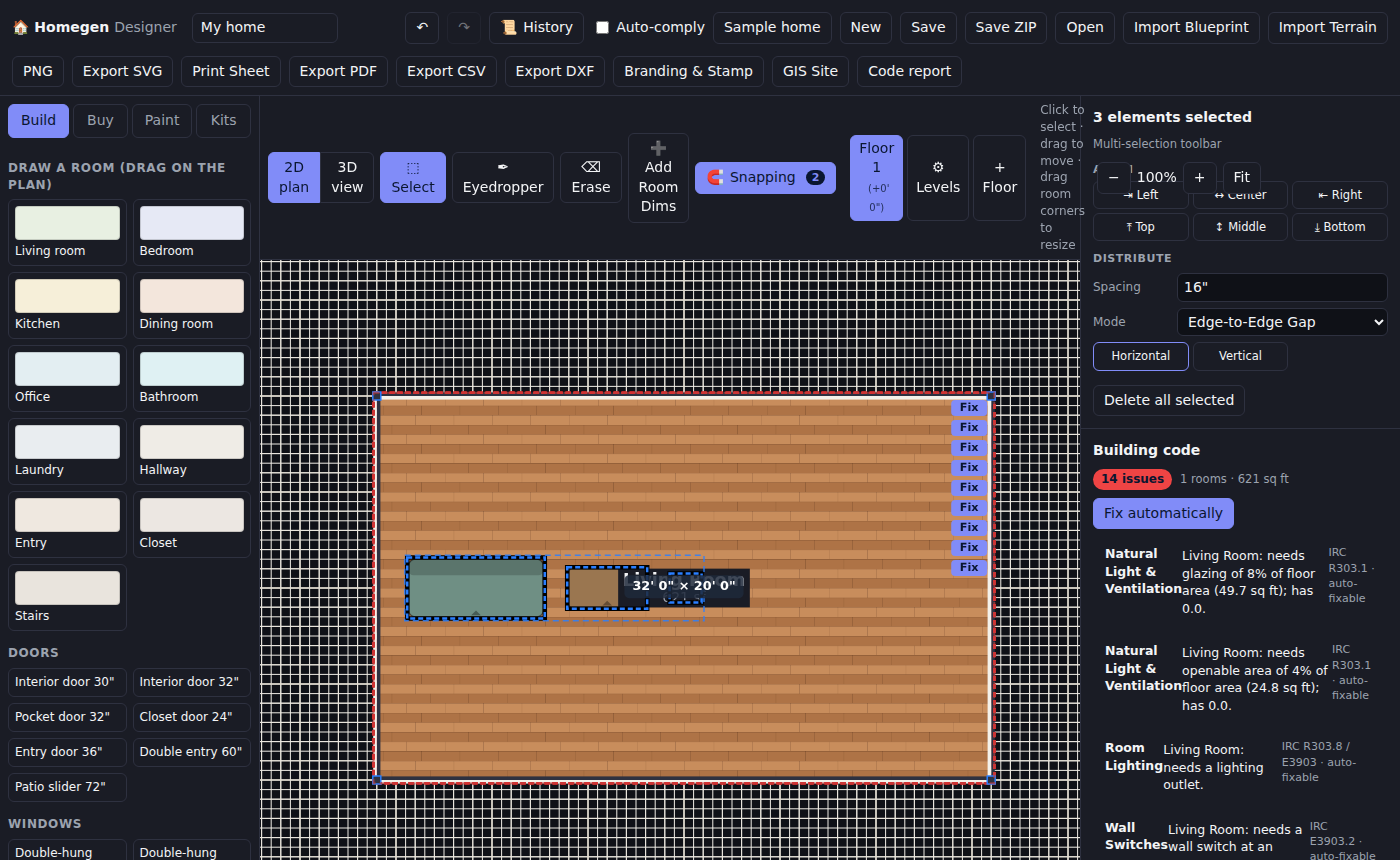 🏠 Homegen Designer
My home
↶
↷
📜 History
Auto-comply
Sample home
New
Save
Save ZIP
Open
Import Blueprint
Import Terrain
PNG
Export SVG
Print Sheet
Export PDF
Export CSV
Export DXF
Branding & Stamp
GIS Site
Code report
Build
Buy
Paint
Kits
DRAW A ROOM (DRAG ON THE
PLAN)
Living room
Bedroom
Kitchen
Dining room
Office
Bathroom
Laundry
Hallway
Entry
Closet
Stairs
DOORS
Interior door 30"
Interior door 32"
Pocket door 32"
Closet door 24"
Entry door 36"
Double entry 60"
Patio slider 72"
WINDOWS
Double-hung
Double-hung
2D
plan
3D
view
⬚
Select
✒
Eyedropper
⌫
Erase
➕
Add
Room
Dims
🧲 Snapping 2
Floor
1
(+0'
0")
⚙
Levels
+
Floor
Click to
select ·
drag to
move ·
drag
room
corners
to
resize
−
100%
+
Fit
Fix
Fix
Fix
Fix
Fix
Fix
Fix
Fix
Fix
Living Room
32' 0" × 20' 0"
3 elements selected
Multi-selection toolbar
⇥ Left
↔ Center
⇤ Right
⤒ Top
↕ Middle
⤓ Bottom
DISTRIBUTE
Spacing
16"
Mode
Edge-to-Edge Gap
Horizontal
Vertical
Delete all selected
Building code
14 issues
1 rooms · 621 sq ft
Fix automatically
Natural
Light &
Ventilation
Living Room: needs
glazing of 8% of floor
area (49.7 sq ft); has
0.0.
IRC
R303.1 ·
auto-
fixable
Natural
Light &
Ventilation
Living Room: needs
openable area of 4% of
floor area (24.8 sq ft);
has 0.0.
IRC
R303.1
· auto-
fixable
Room
Lighting
Living Room:
needs a lighting
outlet.
IRC R303.8 /
E3903 · auto-
fixable
Wall
Switches
Living Room: needs a
wall switch at an
IRC
E3903.2 ·
auto-fixable